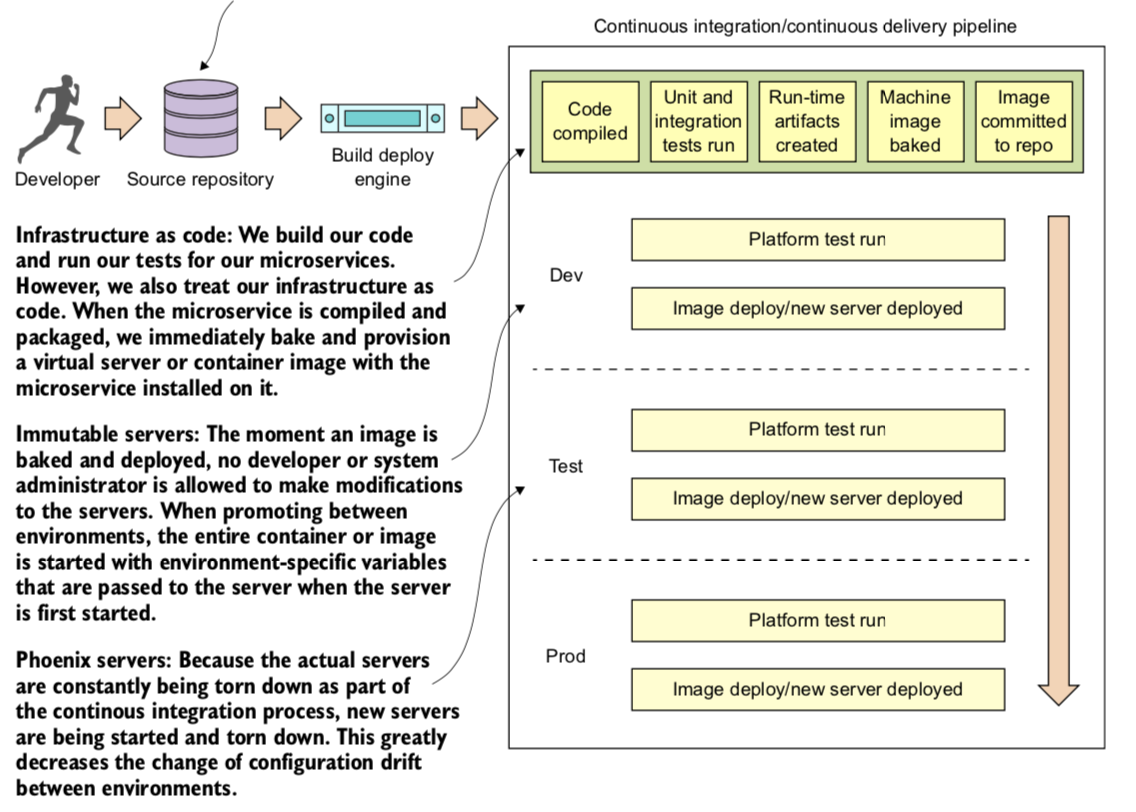 Continuous integration/continuous delivery pipeline
Code
compiled
Unit and
integration
tests run
Run-time
artifacts
created
Machine
image
baked
Image
committed
to repo
Developer
Source repository
Build deploy
engine
Infrastructure as code: We build our code
and run our tests for our microservices.
However, we also treat our infrastructure as
code. When the microservice is compiled and
packaged, we immediately bake and provision
a virtual server or container image with the
microservice installed on it.
Immutable servers: The moment an image is
baked and deployed, no developer or system
administrator is allowed to make modifications
to the servers. When promoting between
environments, the entire container or image
is started with environment-specific variables
that are passed to the server when the server
is first started.
Phoenix servers: Because the actual servers
are constantly being torn down as part of
the continous integration process, new servers
are being started and torn down. This greatly
decreases the change of configuration drift
between environments.
Dev
Platform test run
Image deploy/new server deployed
Test
Platform test run
Image deploy/new server deployed
Prod
Platform test run
Image deploy/new server deployed